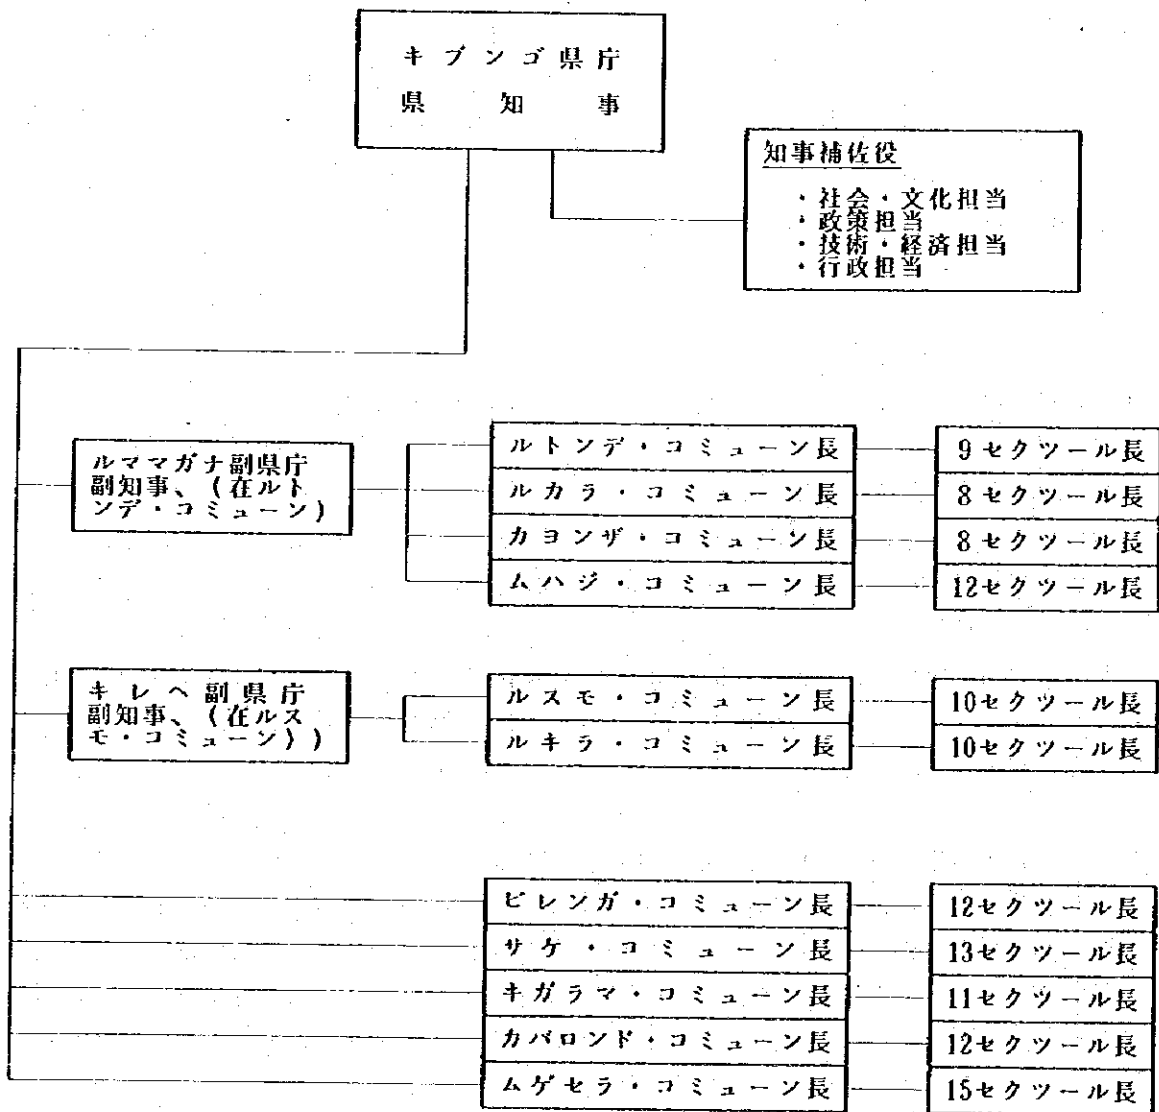 キブンゴ県庁
県知事
知事補佐役
・社会・文化担当
・政策担当
・技術・経済担当
・行政担当
ルママガナ副県庁
副知事、(在ルト
ンデ・コミューン)
ルトンデ・コミューン長
9セクツール長
ルカラ・コミューン長
8セクツール長
カヨンザ・コミューン長
8セクツール長
ムハジ・コミューン長
12セクツール長
キレヘ副県庁
副知事、(在ルス
モ・コミューン))
ルスモ・コミューン長
10セクツール長
ルキラ・コミューン長
10セクツール長
ビレンガ・コミューン長
12セクツール長
サケ・コミューン長
13セクツール長
キガラマ・コミューン長
11セクツール長
カバロンド・コミューン長
12セクツール長
ムゲセラ・コミューン長
15セクツール長